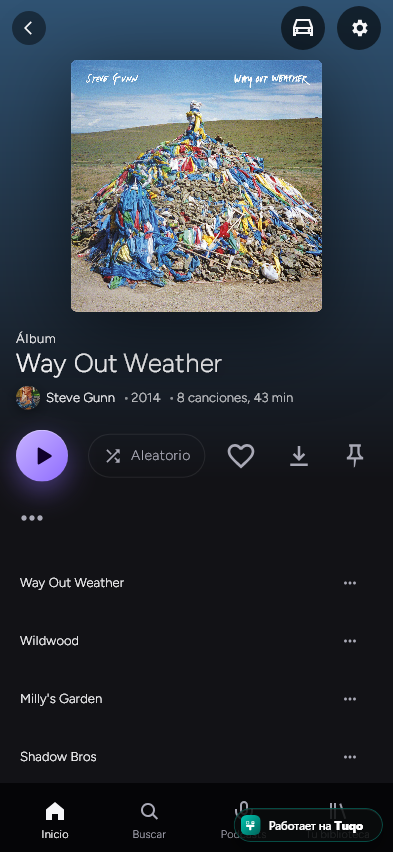 Steve Gunn
Way Out Weather
Álbum
Way Out Weather
Steve Gunn • 2014 • 8 canciones, 43 min
Aleatorio
Way Out Weather
Wildwood
Milly's Garden
Shadow Bros
Работает на Tuqo
Inicio
Buscar